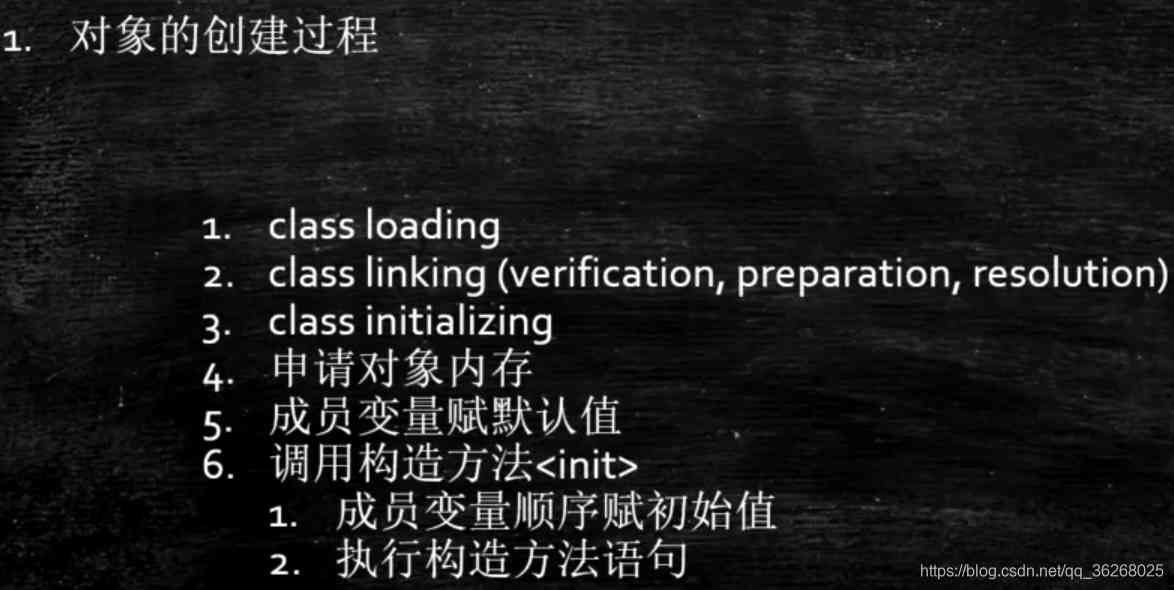 1. 对象的创建过程
1. class loading
2. class linking (verification, preparation, resolution)
3. class initializing
4. 申请对象内存
5. 成员变量赋默认值
6. 调用构造方法<init>
1. 成员变量顺序赋初始值
2. 执行构造方法语句
https://blog.csdn.net/qq_36268025